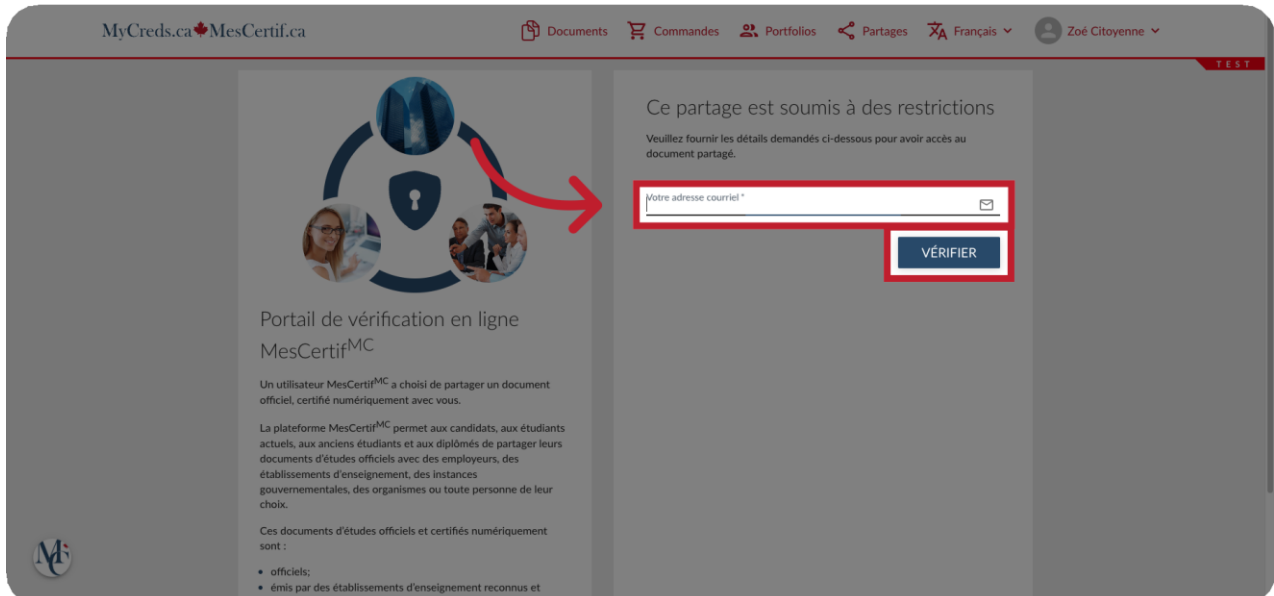 MyCreds.ca MesCertif.ca
Documents
Commandes
Portfolios
Partages
Français
Zoé Citoyenne
TEST
Portail de vérification en ligne
MesCertifMC
Un utilisateur MesCertifMC a choisi de partager un document
officiel, certifié numériquement avec vous.
La plateforme MesCertifMC permet aux candidats, aux étudiants
actuels, aux anciens étudiants et aux diplômés de partager leurs
documents d'études officiels avec des employeurs, des
établissements d'enseignement, des instances
gouvernementales, des organismes ou toute personne de leur
choix.
Ces documents d'études officiels et certifiés numériquement
sont :
• officiels;
• émis par des établissements d'enseignement reconnus et
Ce partage est soumis à des restrictions
Veuillez fournir les détails demandés ci-dessous pour avoir accès au
document partagé.
Votre adresse courriel *
VÉRIFIER